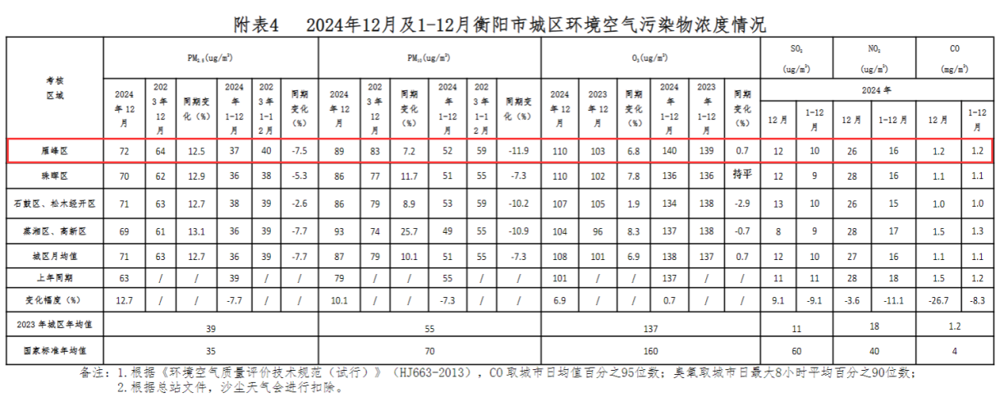 附表4 2024年12月及1-12月衡阳市城区环境空气污染物浓度情况
考核区域 PM2.5(ug/m³) PM10(ug/m³) O3(ug/m³) SO2(ug/m³) NO2(ug/m³) CO(mg/m³)
2024年12月 2023年12月 同期变化(%) 2024年1-12月 2023年1-12月 同期变化(%) 2024年12月 2023年12月 同期变化(%) 2024年1-12月 2023年1-12月 同期变化(%) 2024年12月 2023年12月 同期变化(%) 2024年1-12月 2023年1-12月 同期变化(%) 2024年
12月 1-12月 12月 1-12月 12月 1-12月
雁峰区 72 64 12.5 37 40 -7.5 89 83 7.2 52 59 -11.9 110 103 6.8 140 139 0.7 12 10 26 16 1.2 1.2
珠晖区 70 62 12.9 36 38 -5.3 86 77 11.7 51 55 -7.3 110 102 7.8 136 136 持平 12 9 28 16 1.1 1.1
石鼓区、松木经开区 71 63 12.7 38 39 -2.6 86 79 8.9 53 59 -10.2 107 105 1.9 134 138 -2.9 13 10 26 15 1.0 1.0
蒸湘区、高新区 69 61 13.1 36 39 -7.7 93 74 25.7 49 55 -10.9 104 96 8.3 137 138 -0.7 8 9 28 17 1.5 1.3
城区月均值 71 63 12.7 36 39 -7.7 87 79 10.1 51 55 -7.3 108 101 6.9 138 137 0.7 12 10 27 16 1.1 1.1
上年同期 63 / / 39 / / 79 / / 55 / / 101 / / 137 / / 11 11 28 18 1.5 1.2
变化幅度(%) 12.7 / / -7.7 / / 10.1 / / -7.3 / / 6.9 / / 0.7 / / 9.1 -9.1 -3.6 -11.1 -26.7 -8.3
2023年城区年均值 39 55 137 11 18 1.2
国家标准年均值 35 70 160 60 40 4
备注：1.根据《环境空气质量评价技术规范（试行）》（HJ663-2013），CO取城市日均值百分之95位数；臭氧取城市日最大8小时平均百分之90位数；
2.根据总站文件，沙尘天气会进行扣除。